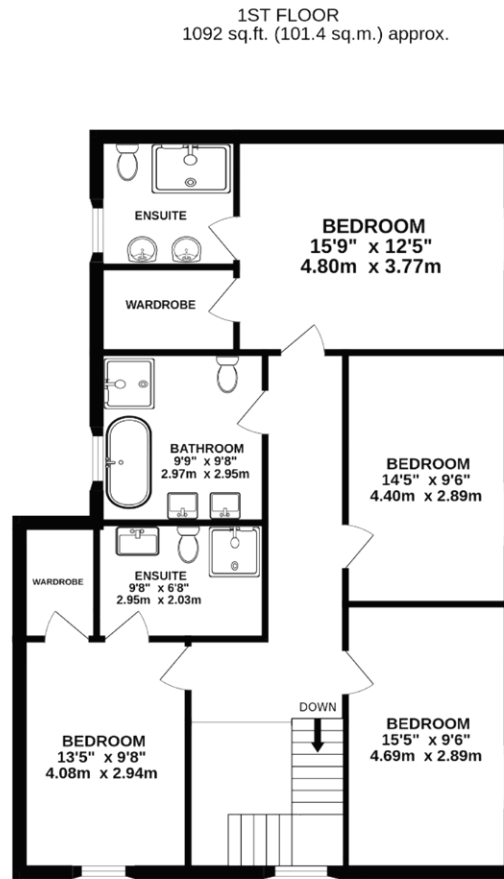 1ST FLOOR
1092 sq.ft. (101.4 sq.m.) approx.
ENSUITE
BEDROOM
15'9" x 12'5"
4.80m x 3.77m
WARDROBE
BATHROOM
9'9" x 9'8"
2.97m x 2.95m
BEDROOM
14'5" x 9'6"
4.40m x 2.89m
WARDROBE
ENSUITE
9'8" x 6'8"
2.95m x 2.03m
DOWN
BEDROOM
13'5" x 9'8"
4.08m x 2.94m
BEDROOM
15'5" x 9'6"
4.69m x 2.89m